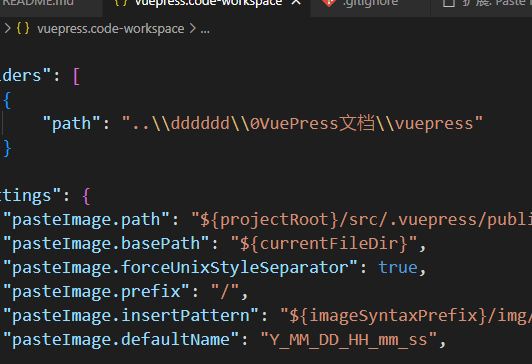 README.md {} vuepress.code-workspace × .gitignore 扩展: Paste I
> {} vuepress.code-workspace > ...
lders": [
{
"path": "..\\dddddd\\0VuePress文档\\vuepress"
}
ttings": {
"pasteImage.path": "${projectRoot}/src/.vuepress/publi
"pasteImage.basePath": "${currentFileDir}",
"pasteImage.forceUnixStyleSeparator": true,
"pasteImage.prefix": "/",
"pasteImage.insertPattern": "${imageSyntaxPrefix}/img/
"pasteImage.defaultName": "Y_MM_DD_HH_mm_ss",